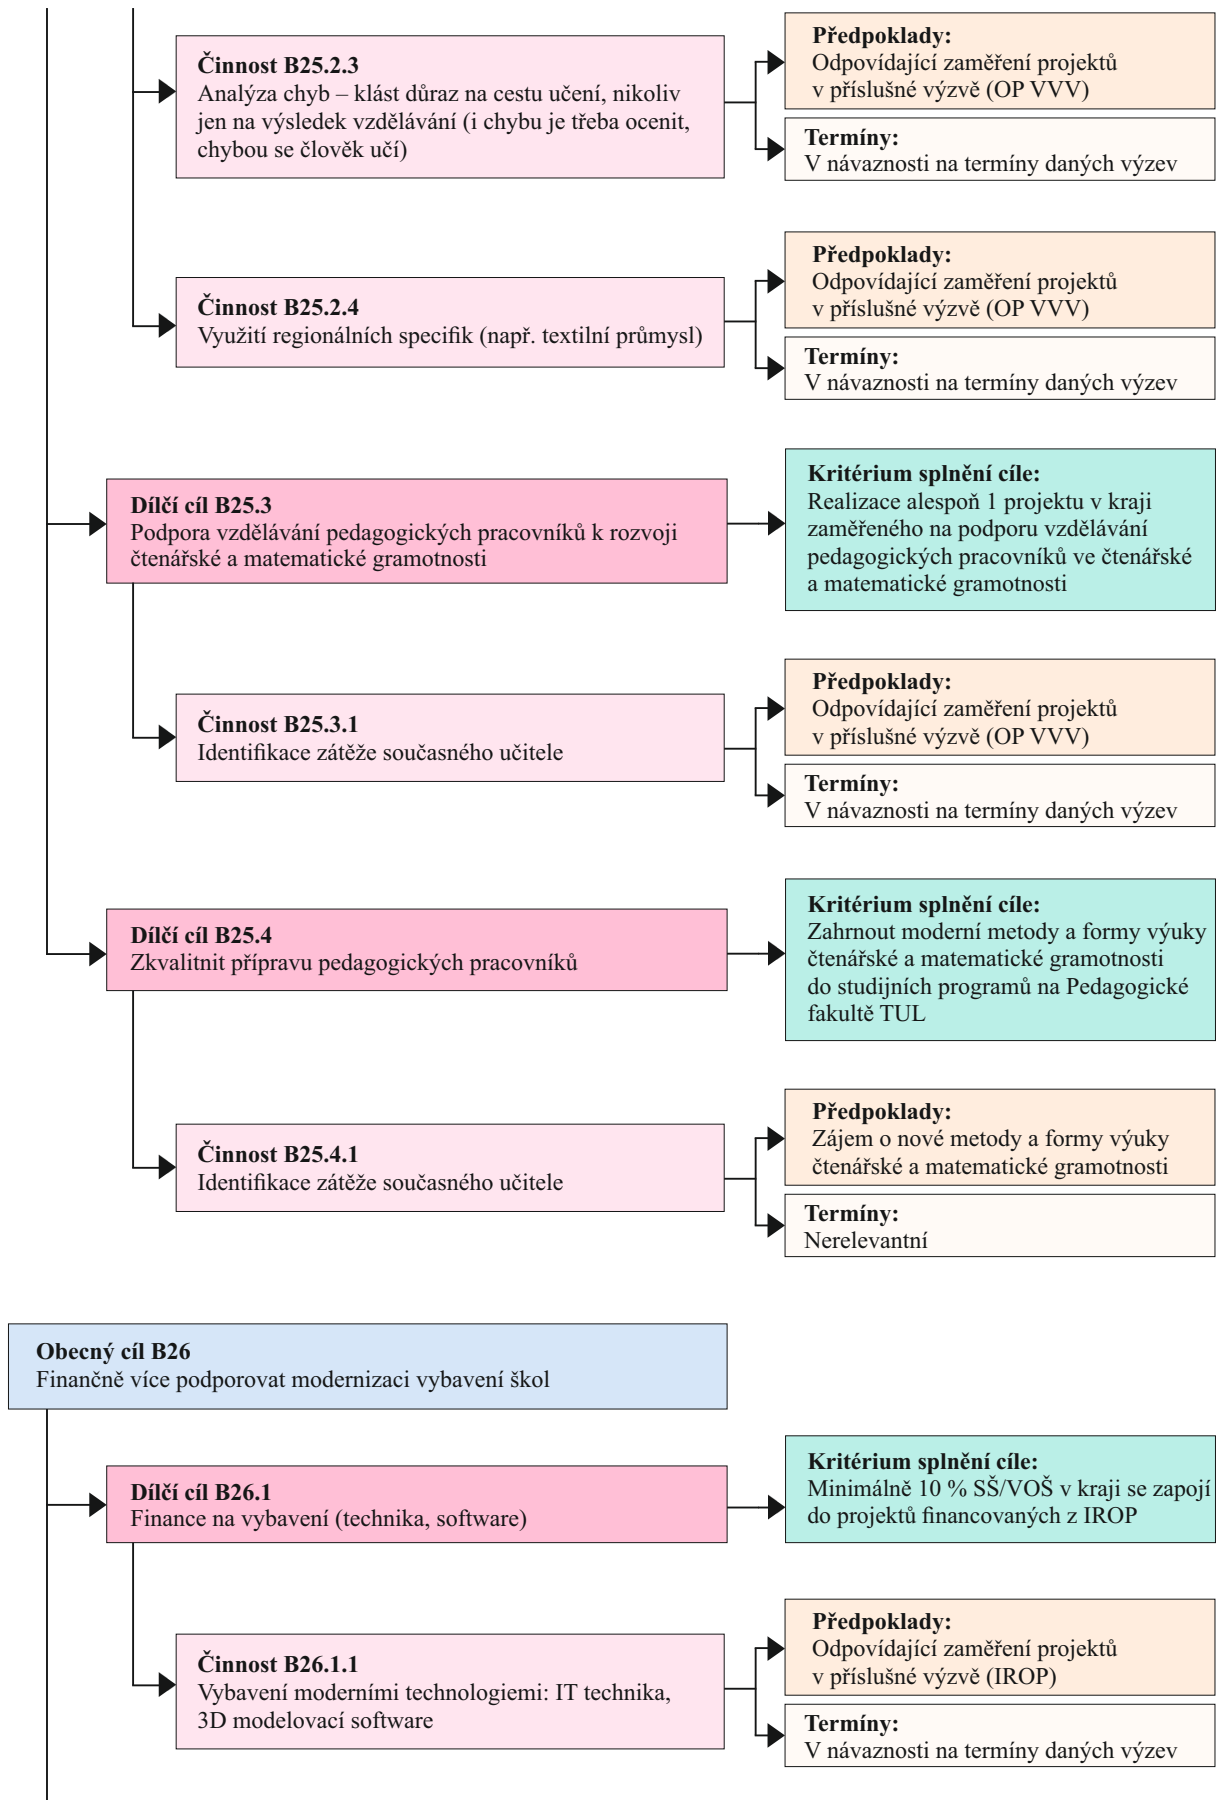 Činnost B25.2.3
Analýza chyb – klást důraz na cestu učení, nikoliv
jen na výsledek vzdělávání (i chybu je třeba ocenit,
chybou se člověk učí)
Předpoklady:
Odpovídající zaměření projektů
v příslušné výzvě (OP VVV)
Termíny:
V návaznosti na termíny daných výzev
Činnost B25.2.4
Využití regionálních specifik (např. textilní průmysl)
Předpoklady:
Odpovídající zaměření projektů
v příslušné výzvě (OP VVV)
Termíny:
V návaznosti na termíny daných výzev
Dílčí cíl B25.3
Podpora vzdělávání pedagogických pracovníků k rozvoji
čtenářské a matematické gramotnosti
Kritérium splnění cíle:
Realizace alespoň 1 projektu v kraji
zaměřeného na podporu vzdělávání
pedagogických pracovníků ve čtenářské
a matematické gramotnosti
Činnost B25.3.1
Identifikace zátěže současného učitele
Předpoklady:
Odpovídající zaměření projektů
v příslušné výzvě (OP VVV)
Termíny:
V návaznosti na termíny daných výzev
Dílčí cíl B25.4
Zkvalitnit přípravu pedagogických pracovníků
Kritérium splnění cíle:
Zahrnout moderní metody a formy výuky
čtenářské a matematické gramotnosti
do studijních programů na Pedagogické
fakultě TUL
Činnost B25.4.1
Identifikace zátěže současného učitele
Předpoklady:
Zájem o nové metody a formy výuky
čtenářské a matematické gramotnosti
Termíny:
Nerelevantní
Obecný cíl B26
Finančně více podporovat modernizaci vybavení škol
Dílčí cíl B26.1
Finance na vybavení (technika, software)
Kritérium splnění cíle:
Minimálně 10 % SŠ/VOŠ v kraji se zapojí
do projektů financovaných z IROP
Činnost B26.1.1
Vybavení moderními technologiemi: IT technika,
3D modelovací software
Předpoklady:
Odpovídající zaměření projektů
v příslušné výzvě (IROP)
Termíny:
V návaznosti na termíny daných výzev